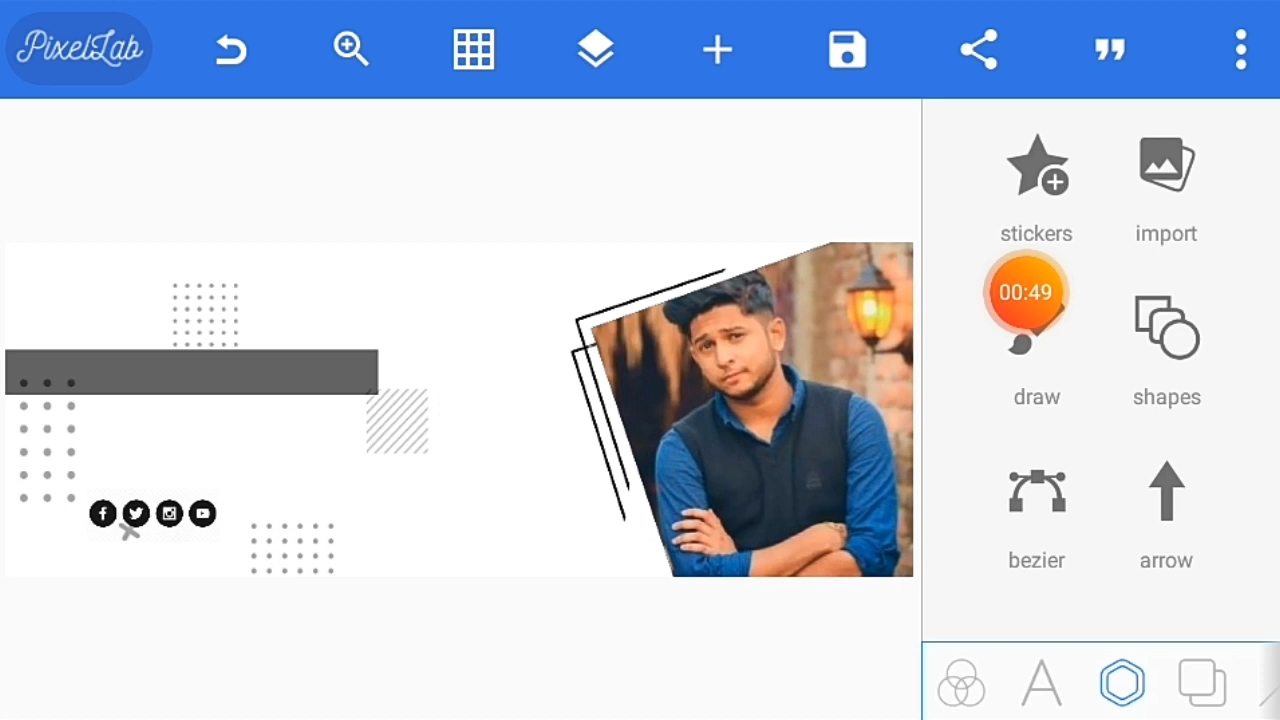 PixelLab
stickers
import
00:49
draw
shapes
bezier
arrow